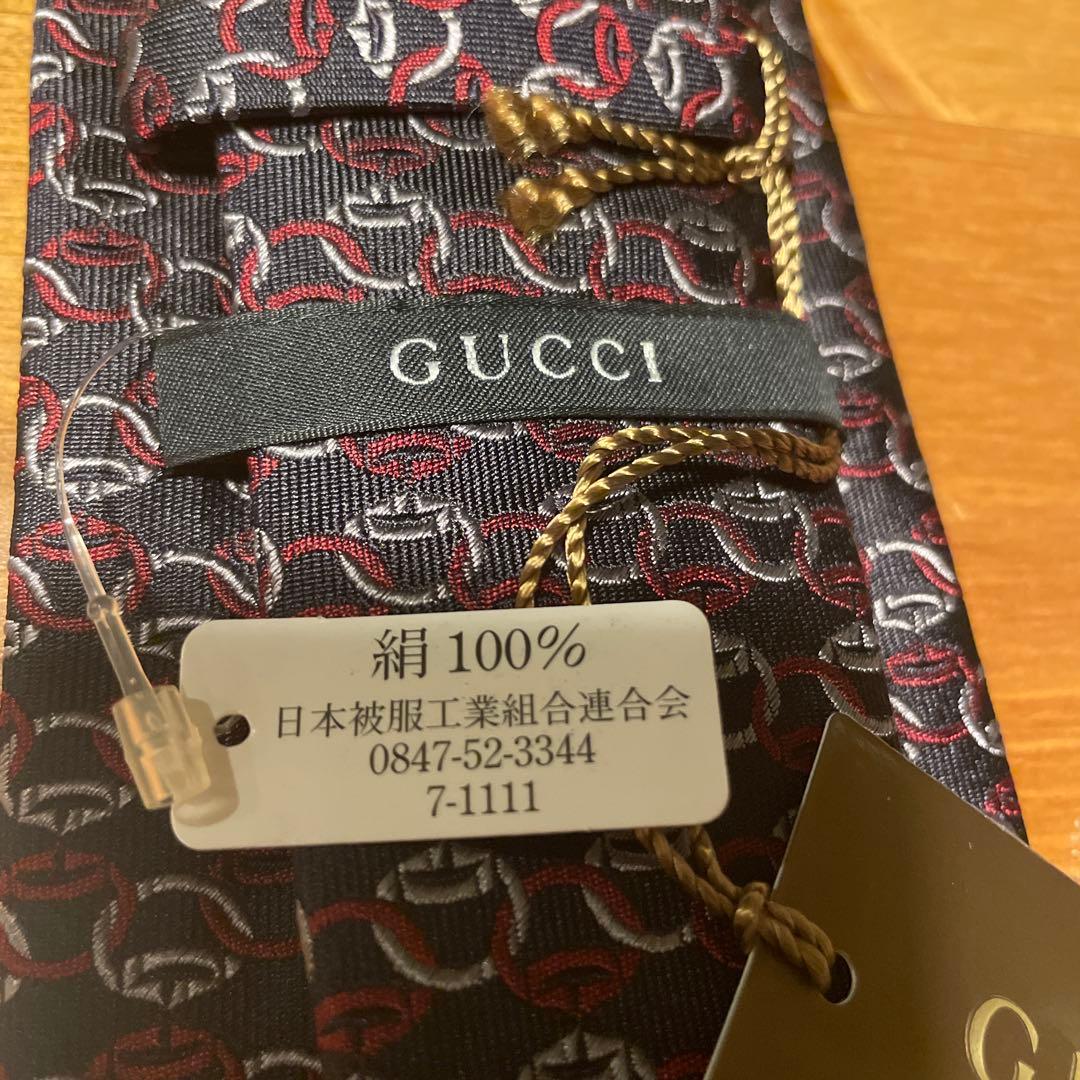 GUCCI
絹 100%
日本被服工業組合連合会
0847-52-3344
7-1111
G